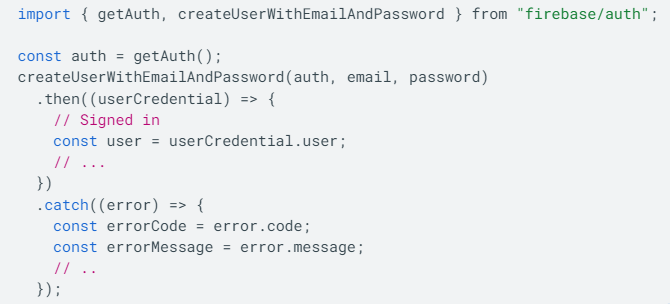 import { getAuth, createUserWithEmailAndPassword } from "firebase/auth";

const auth = getAuth();
createUserWithEmailAndPassword(auth, email, password)
  .then((userCredential) => {
    // Signed in
    const user = userCredential.user;
    // ...
  })
  .catch((error) => {
    const errorCode = error.code;
    const errorMessage = error.message;
    // ..
  });